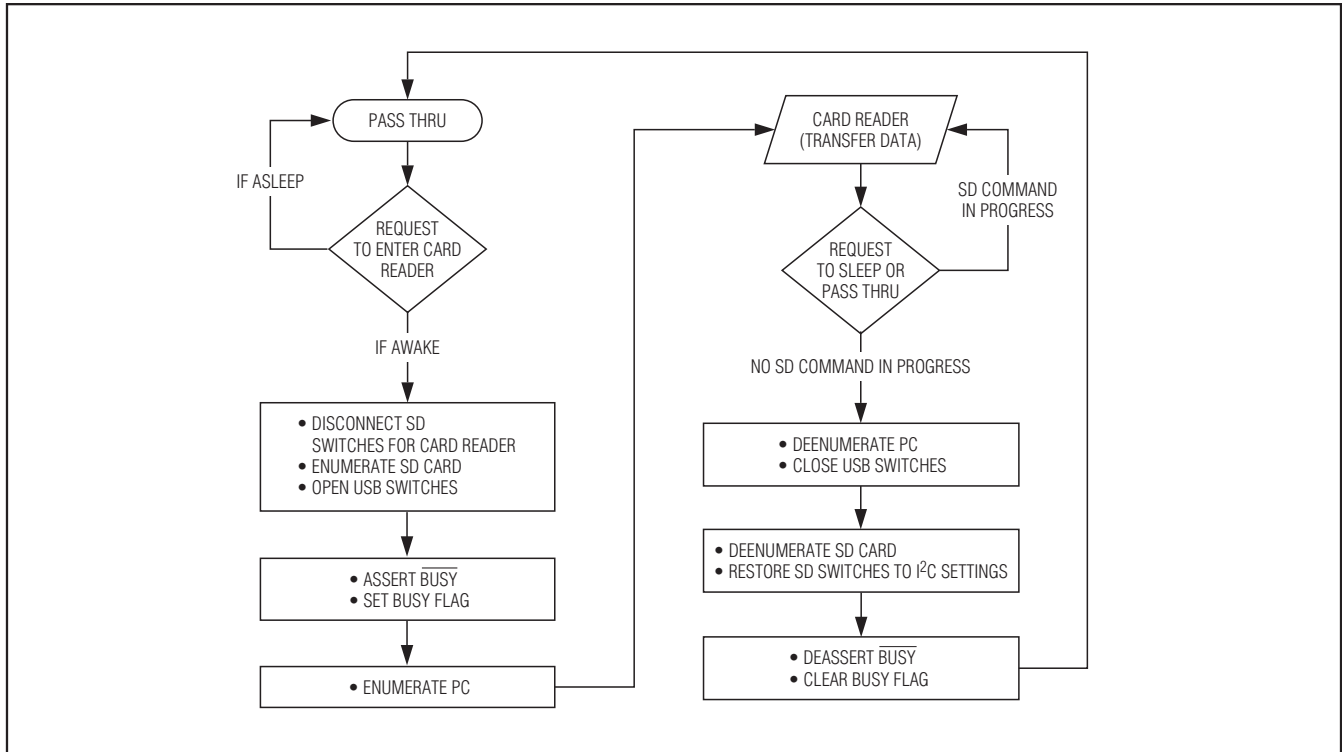 PASS THRU
IF ASLEEP
REQUEST
TO ENTER CARD
READER
IF AWAKE
• DISCONNECT SD
SWITCHES FOR CARD READER
• ENUMERATE SD CARD
• OPEN USB SWITCHES
• ASSERT B̅U̅S̅Y̅
• SET BUSY FLAG
• ENUMERATE PC
CARD READER
(TRANSFER DATA)
SD COMMAND
IN PROGRESS
REQUEST
TO SLEEP OR
PASS THRU
NO SD COMMAND IN PROGRESS
• DEENUMERATE PC
• CLOSE USB SWITCHES
• DEENUMERATE SD CARD
• RESTORE SD SWITCHES TO I²C SETTINGS
• DEASSERT B̅U̅S̅Y̅
• CLEAR BUSY FLAG